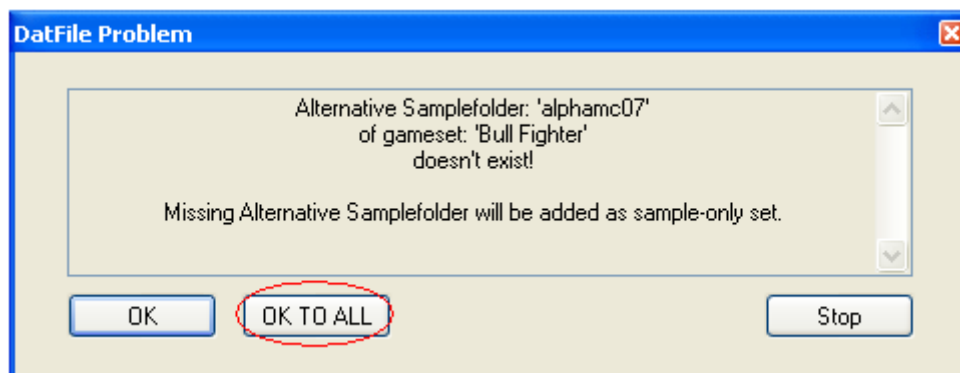 DatFile Problem
Alternative Samplefolder: 'alphamc07'
of gameset: 'Bull Fighter'
doesn't exist!
Missing Alternative Samplefolder will be added as sample-only set.
OK
OK TO ALL
Stop